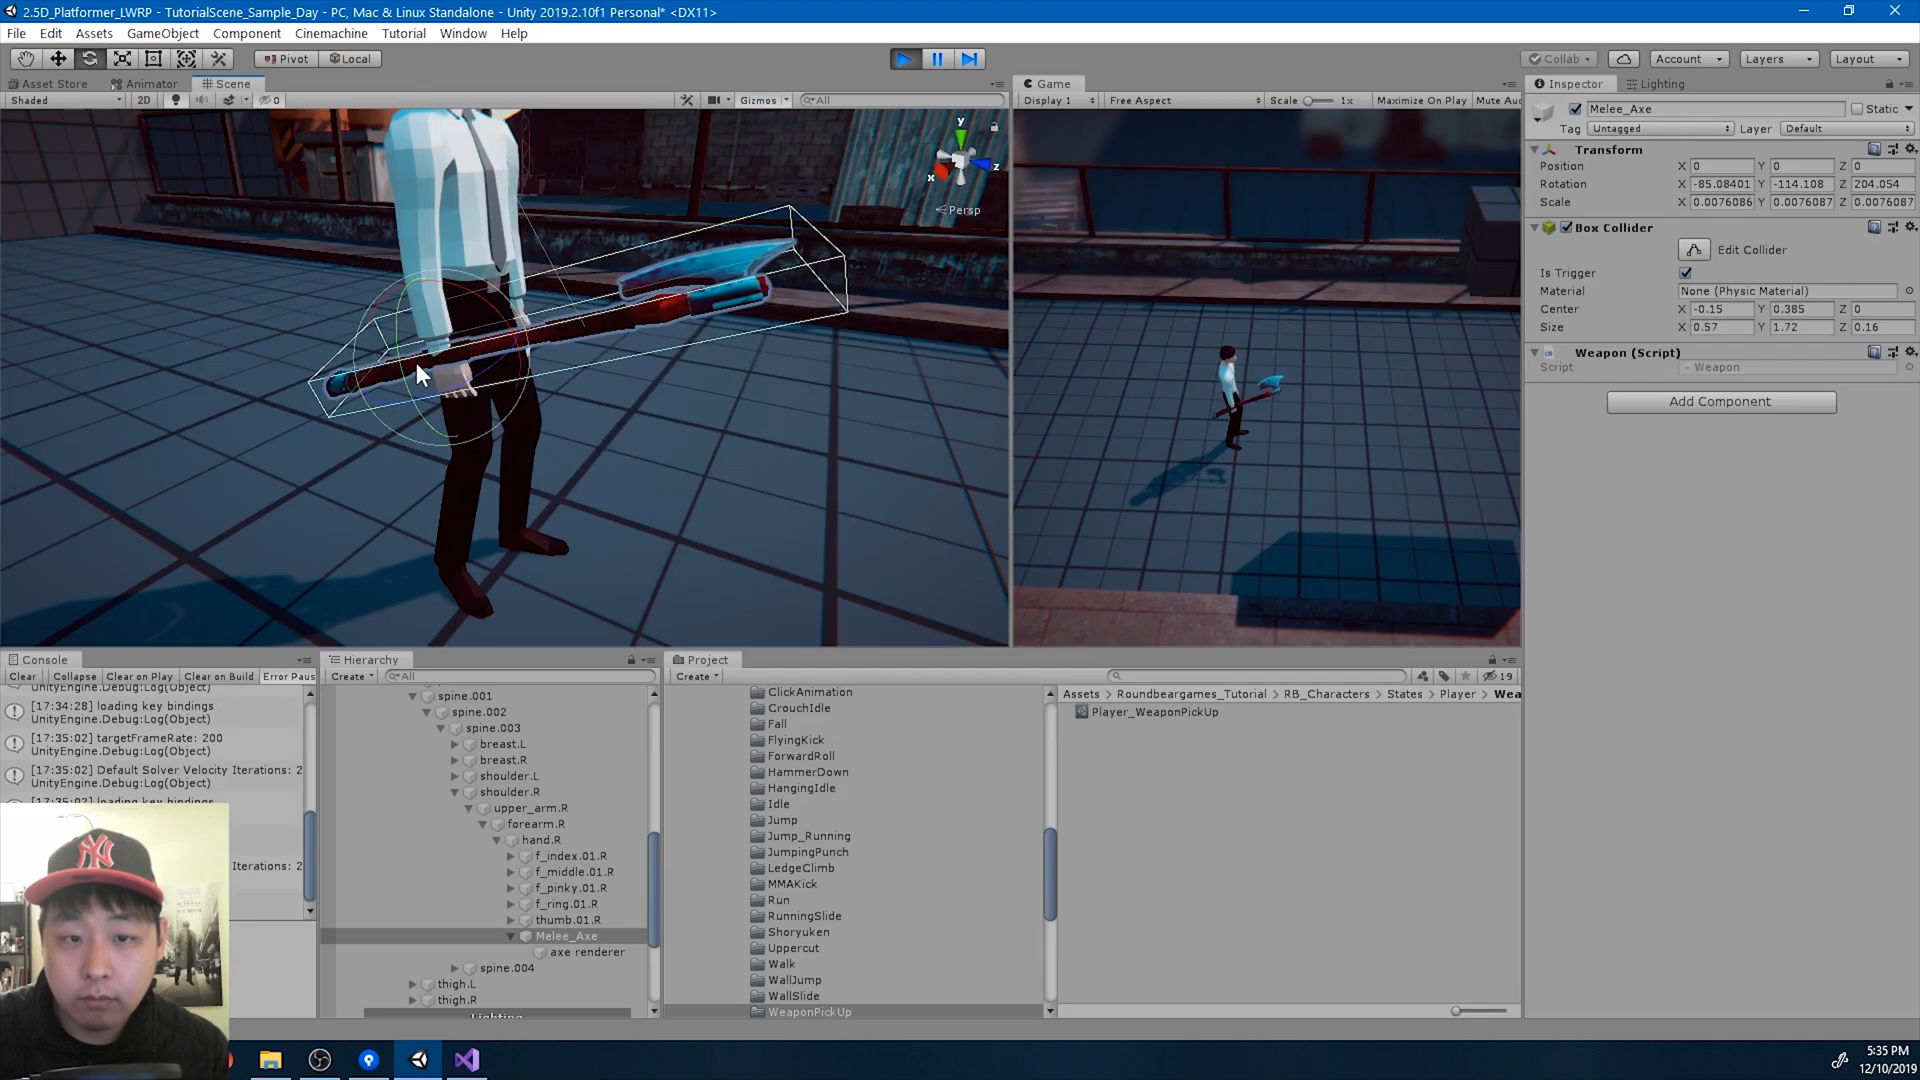 2.5D_Platformer_LWRP - TutorialScene_Sample_Day - PC, Mac & Linux Standalone - Unity 2019.2.10f1 Personal* <DX11>
File Edit Assets GameObject Component Cinemachine Tutorial Window Help
Pivot Local Collab Account Layers Layout
Asset Store Animator Scene
Shaded 2D 0 Gizmos All
y
z
x
Persp
Game
Display 1 Free Aspect Scale 1x Maximize On Play Mute Au
Inspector Lighting
Melee_Axe Static
Tag Untagged Layer Default
Transform
Position X 0 Y 0 Z 0
Rotation X -85.08401 Y -114.108 Z 204.054
Scale X 0.0076086 Y 0.0076087 Z 0.0076087
Box Collider
Edit Collider
Is Trigger
Material None (Physic Material)
Center X -0.15 Y 0.385 Z 0
Size X 0.57 Y 1.72 Z 0.16
Weapon (Script)
Script Weapon
Add Component
Console
Clear Collapse Clear on Play Clear on Build Error Paus
UnityEngine.Debug:Log(Object)
[17:34:28] loading key bindings
UnityEngine.Debug:Log(Object)
[17:35:02] targetFrameRate: 200
UnityEngine.Debug:Log(Object)
[17:35:02] Default Solver Velocity Iterations: 2
UnityEngine.Debug:Log(Object)
[17:35:02] loading key bindings
Iterations: 2
Hierarchy
Create All
spine.001
spine.002
spine.003
breast.L
breast.R
shoulder.L
shoulder.R
upper_arm.R
forearm.R
hand.R
f_index.01.R
f_middle.01.R
f_pinky.01.R
f_ring.01.R
thumb.01.R
Melee_Axe
axe renderer
spine.004
thigh.L
thigh.R
Lighting
Project
Create 19
ClickAnimation
CrouchIdle
Fall
FlyingKick
ForwardRoll
HammerDown
HangingIdle
Idle
Jump
Jump_Running
JumpingPunch
LedgeClimb
MMAKick
Run
RunningSlide
Shoryuken
Uppercut
Walk
WallJump
WallSlide
WeaponPickUp
Assets Roundbeargames_Tutorial RB_Characters States Player Wea
Player_WeaponPickUp
5:35 PM
12/10/2019